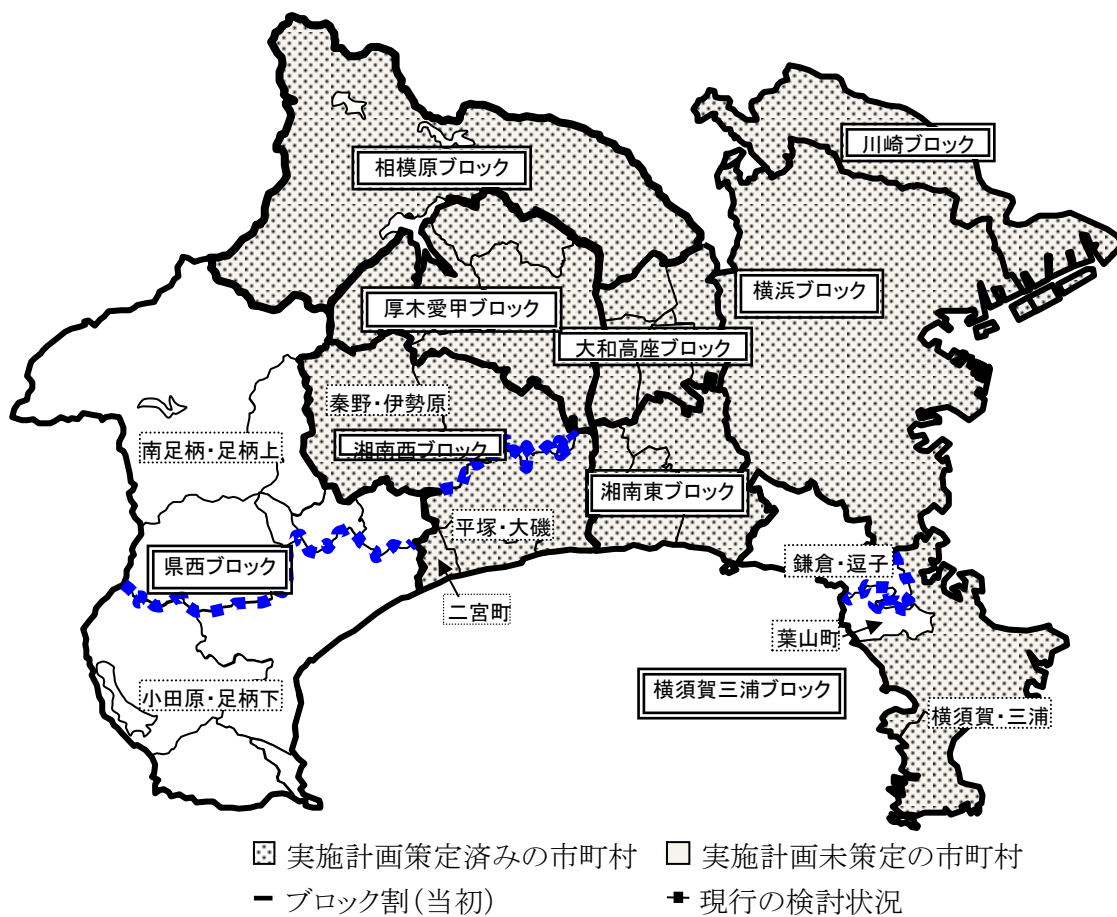 川崎ブロック
相模原ブロック
横浜ブロック
厚木愛甲ブロック
大和高座ブロック
秦野・伊勢原
湘南西ブロック
南足柄・足柄上
湘南東ブロック
平塚・大磯
鎌倉・逗子
県西ブロック
二宮町
葉山町
横須賀三浦ブロック
小田原・足柄下
横須賀・三浦
実施計画策定済みの市町村 実施計画未策定の市町村
ブロック割(当初) 現行の検討状況